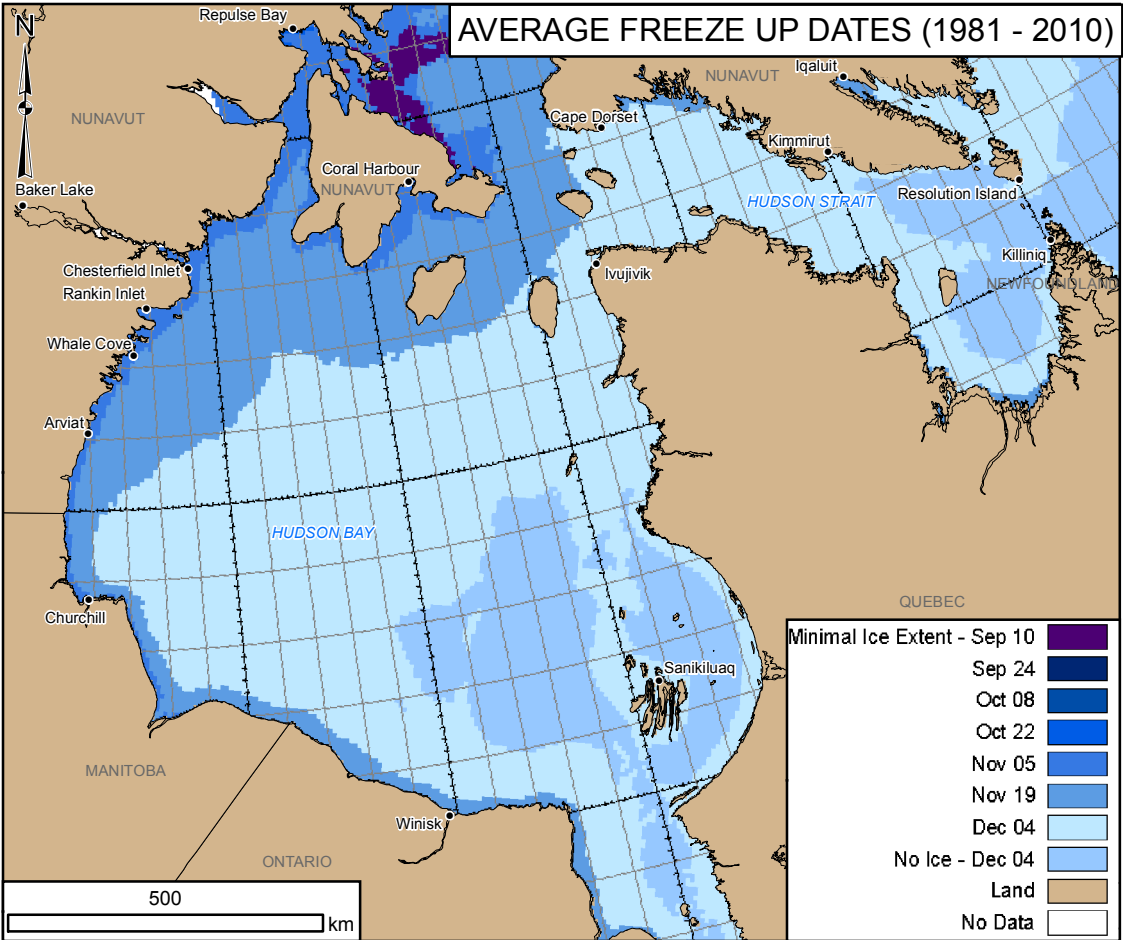 AVERAGE FREEZE UP DATES (1981 - 2010)
N
Repulse Bay
NUNAVUT
Iqaluit
NUNAVUT
Cape Dorset
Kimmirut
Coral Harbour
NUNAVUT
Baker Lake
Resolution Island
HUDSON STRAIT
Killiniq
Chesterfield Inlet
Ivujivik
NEWFOUNDLAND
Rankin Inlet
Whale Cove
Arviat
HUDSON BAY
Churchill
QUEBEC
Sanikiluaq
MANITOBA
Winisk
ONTARIO
500
km
Minimal Ice Extent - Sep 10
Sep 24
Oct 08
Oct 22
Nov 05
Nov 19
Dec 04
No Ice - Dec 04
Land
No Data